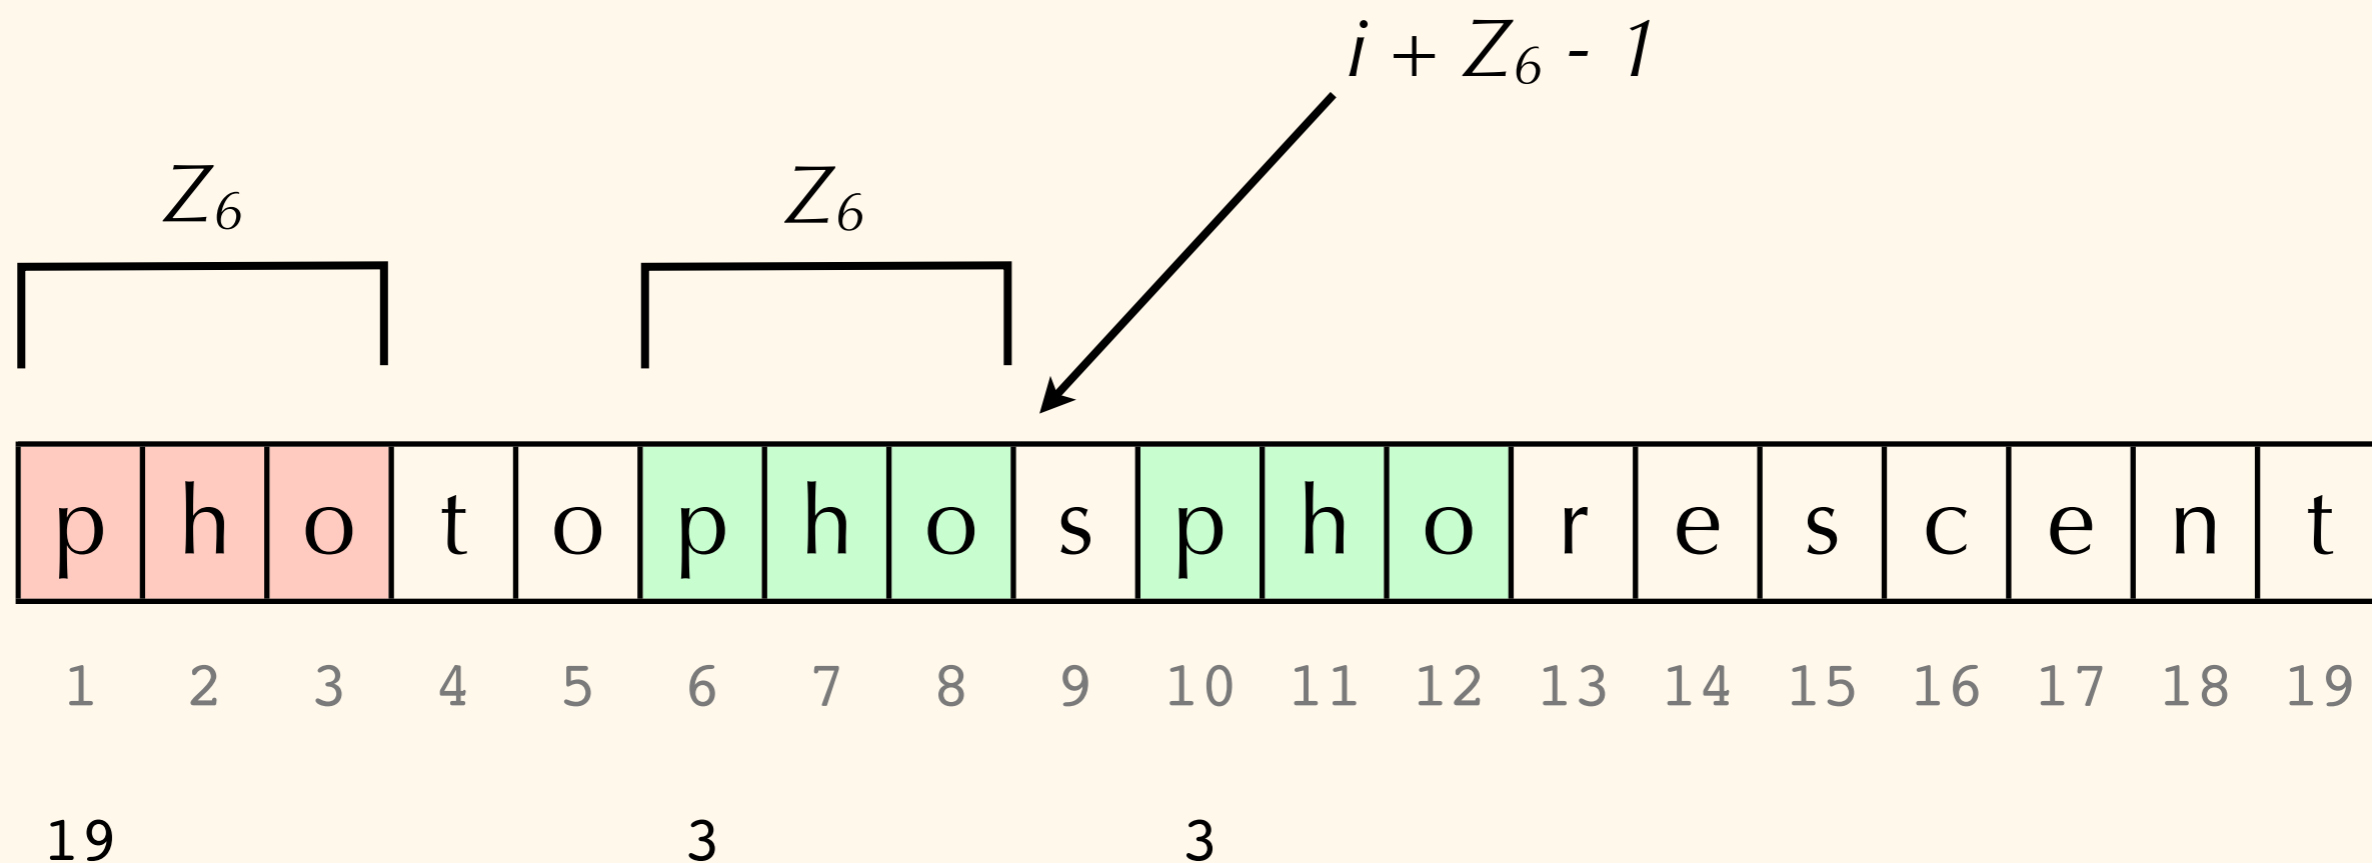 i + Z₆ - 1
Z₆ Z₆
p h o t o p h o s p h o r e s c e n t
1 2 3 4 5 6 7 8 9 10 11 12 13 14 15 16 17 18 19
19 3 3